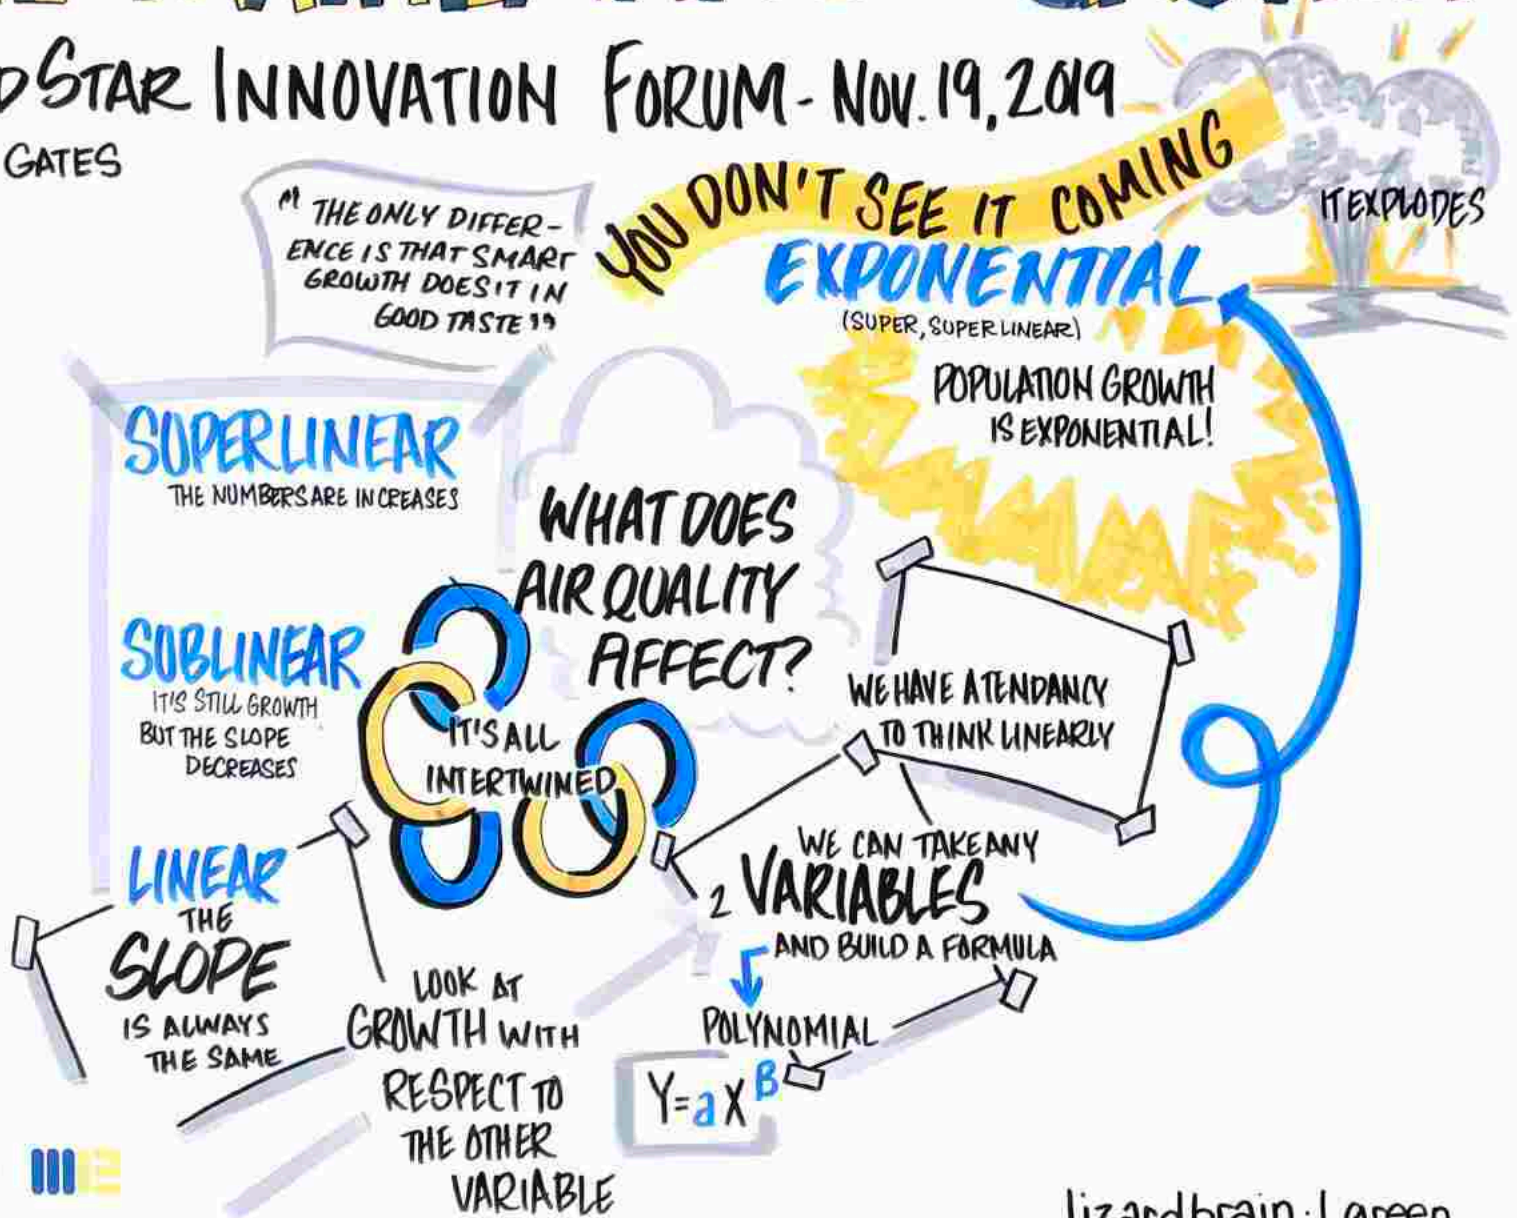 STAR INNOVATION FORUM - NOV. 19, 2019
GATES
" THE ONLY DIFFER-
ENCE IS THAT SMART
GROWTH DOES IT IN
GOOD TASTE "
YOU DON'T SEE IT COMING
IT EXPLODES
EXPONENTIAL
(SUPER, SUPER LINEAR)
POPULATION GROWTH
IS EXPONENTIAL!
SUPERLINEAR
THE NUMBERS ARE INCREASES
WHAT DOES
AIR QUALITY
AFFECT?
SUBLINEAR
IT'S STILL GROWTH
BUT THE SLOPE
DECREASES
IT'S ALL
INTERTWINED
WE HAVE A TENDANCY
TO THINK LINEARLY
LINEAR
THE
SLOPE
IS ALWAYS
THE SAME
WE CAN TAKE ANY
2 VARIABLES
AND BUILD A FORMULA
LOOK AT
GROWTH WITH
RESPECT TO
THE OTHER
VARIABLE
POLYNOMIAL
Y=aX^B
lizardbrain